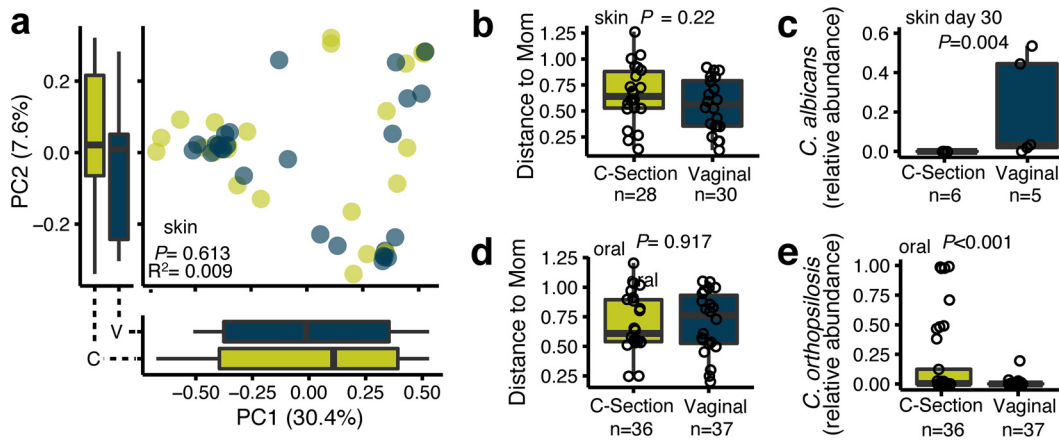 a
PC2 (7.6%)
0.2
0.0
−0.2
skin
P= 0.613
R²= 0.009
V
C
−0.50
−0.25
0.00
0.25
0.50
PC1 (30.4%)
b
skin P = 0.22
Distance to Mom
1.25
1.00
0.75
0.50
0.25
C-Section
n=28
Vaginal
n=30
c
skin day 30
P=0.004
C. albicans
(relative abundance)
0.6
0.4
0.2
0.0
C-Section
n=6
Vaginal
n=5
d
oral P= 0.917
ral
Distance to Mom
1.25
1.00
0.75
0.50
0.25
C-Section
n=36
Vaginal
n=37
e
oral P<0.001
C. orthopsilosis
(relative abundance)
1.00
0.75
0.50
0.25
0.00
C-Section
n=36
Vaginal
n=37